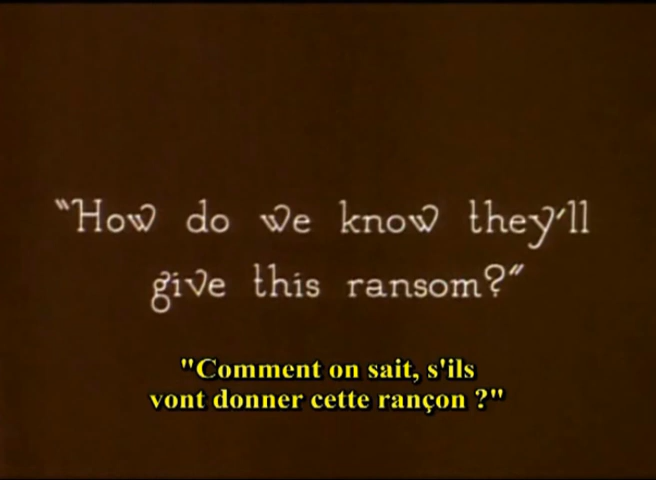 "How do we know they'll
give this ransom?"
"Comment on sait, s'ils
vont donner cette rançon ?"